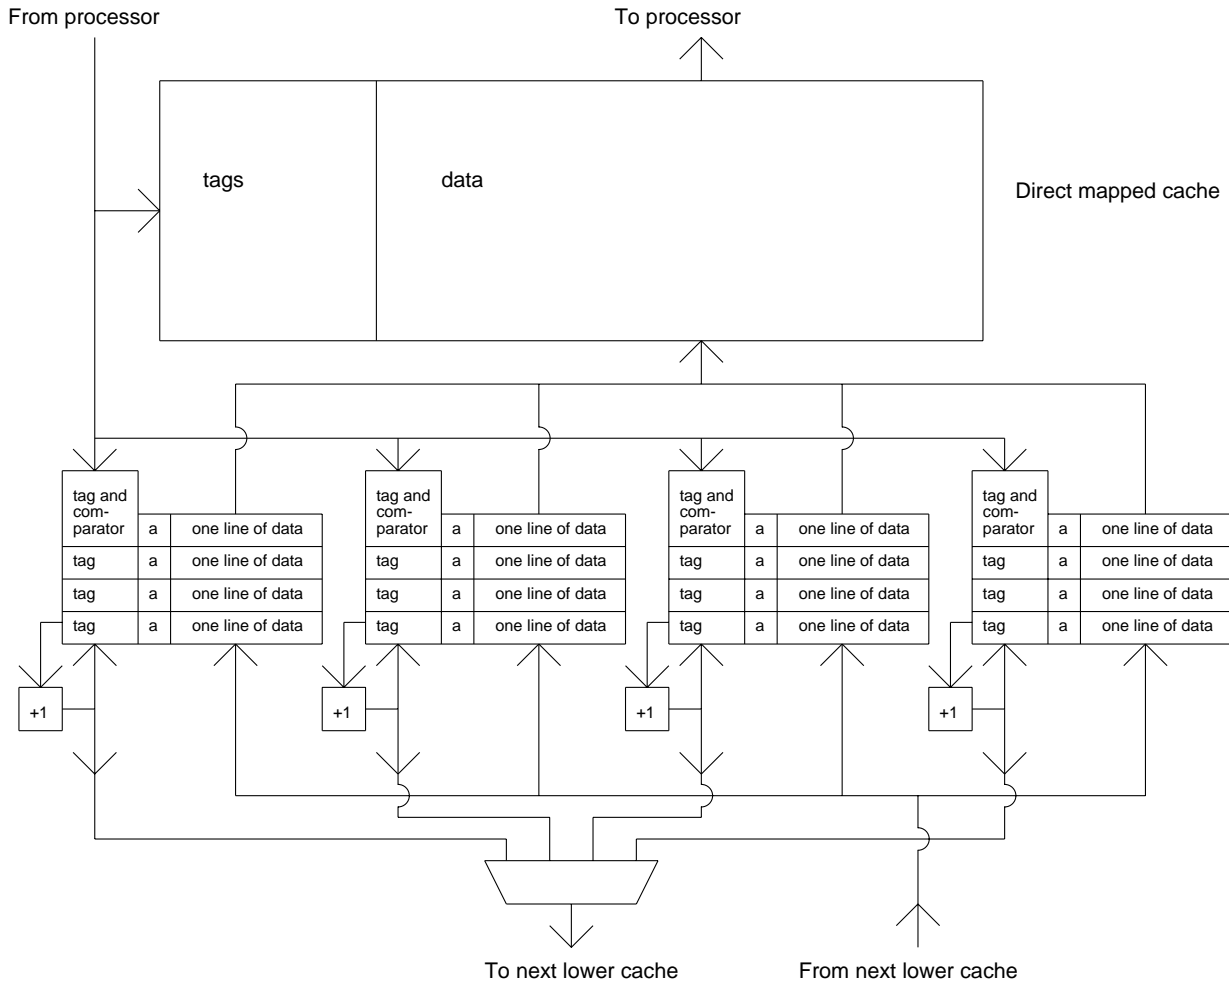 From processor
To processor
tags
data
Direct mapped cache
tag and
com-
parator
a
one line of data
tag
a
one line of data
tag
a
one line of data
tag
a
one line of data
+1
tag and
com-
parator
a
one line of data
tag
a
one line of data
tag
a
one line of data
tag
a
one line of data
+1
tag and
com-
parator
a
one line of data
tag
a
one line of data
tag
a
one line of data
tag
a
one line of data
+1
tag and
com-
parator
a
one line of data
tag
a
one line of data
tag
a
one line of data
tag
a
one line of data
+1
To next lower cache
From next lower cache